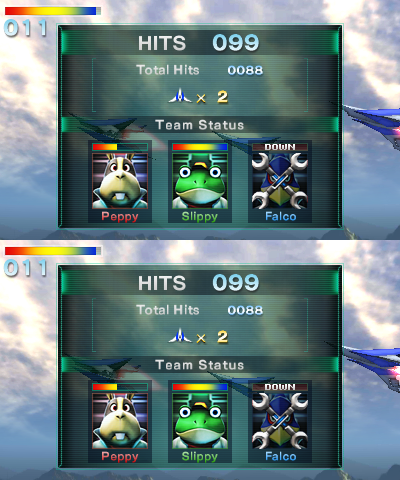 011
HITS 099
Total Hits 0088
× 2
Team Status
DOWN
Peppy Slippy Falco
011
HITS 099
Total Hits 0088
× 2
Team Status
DOWN
Peppy Slippy Falco